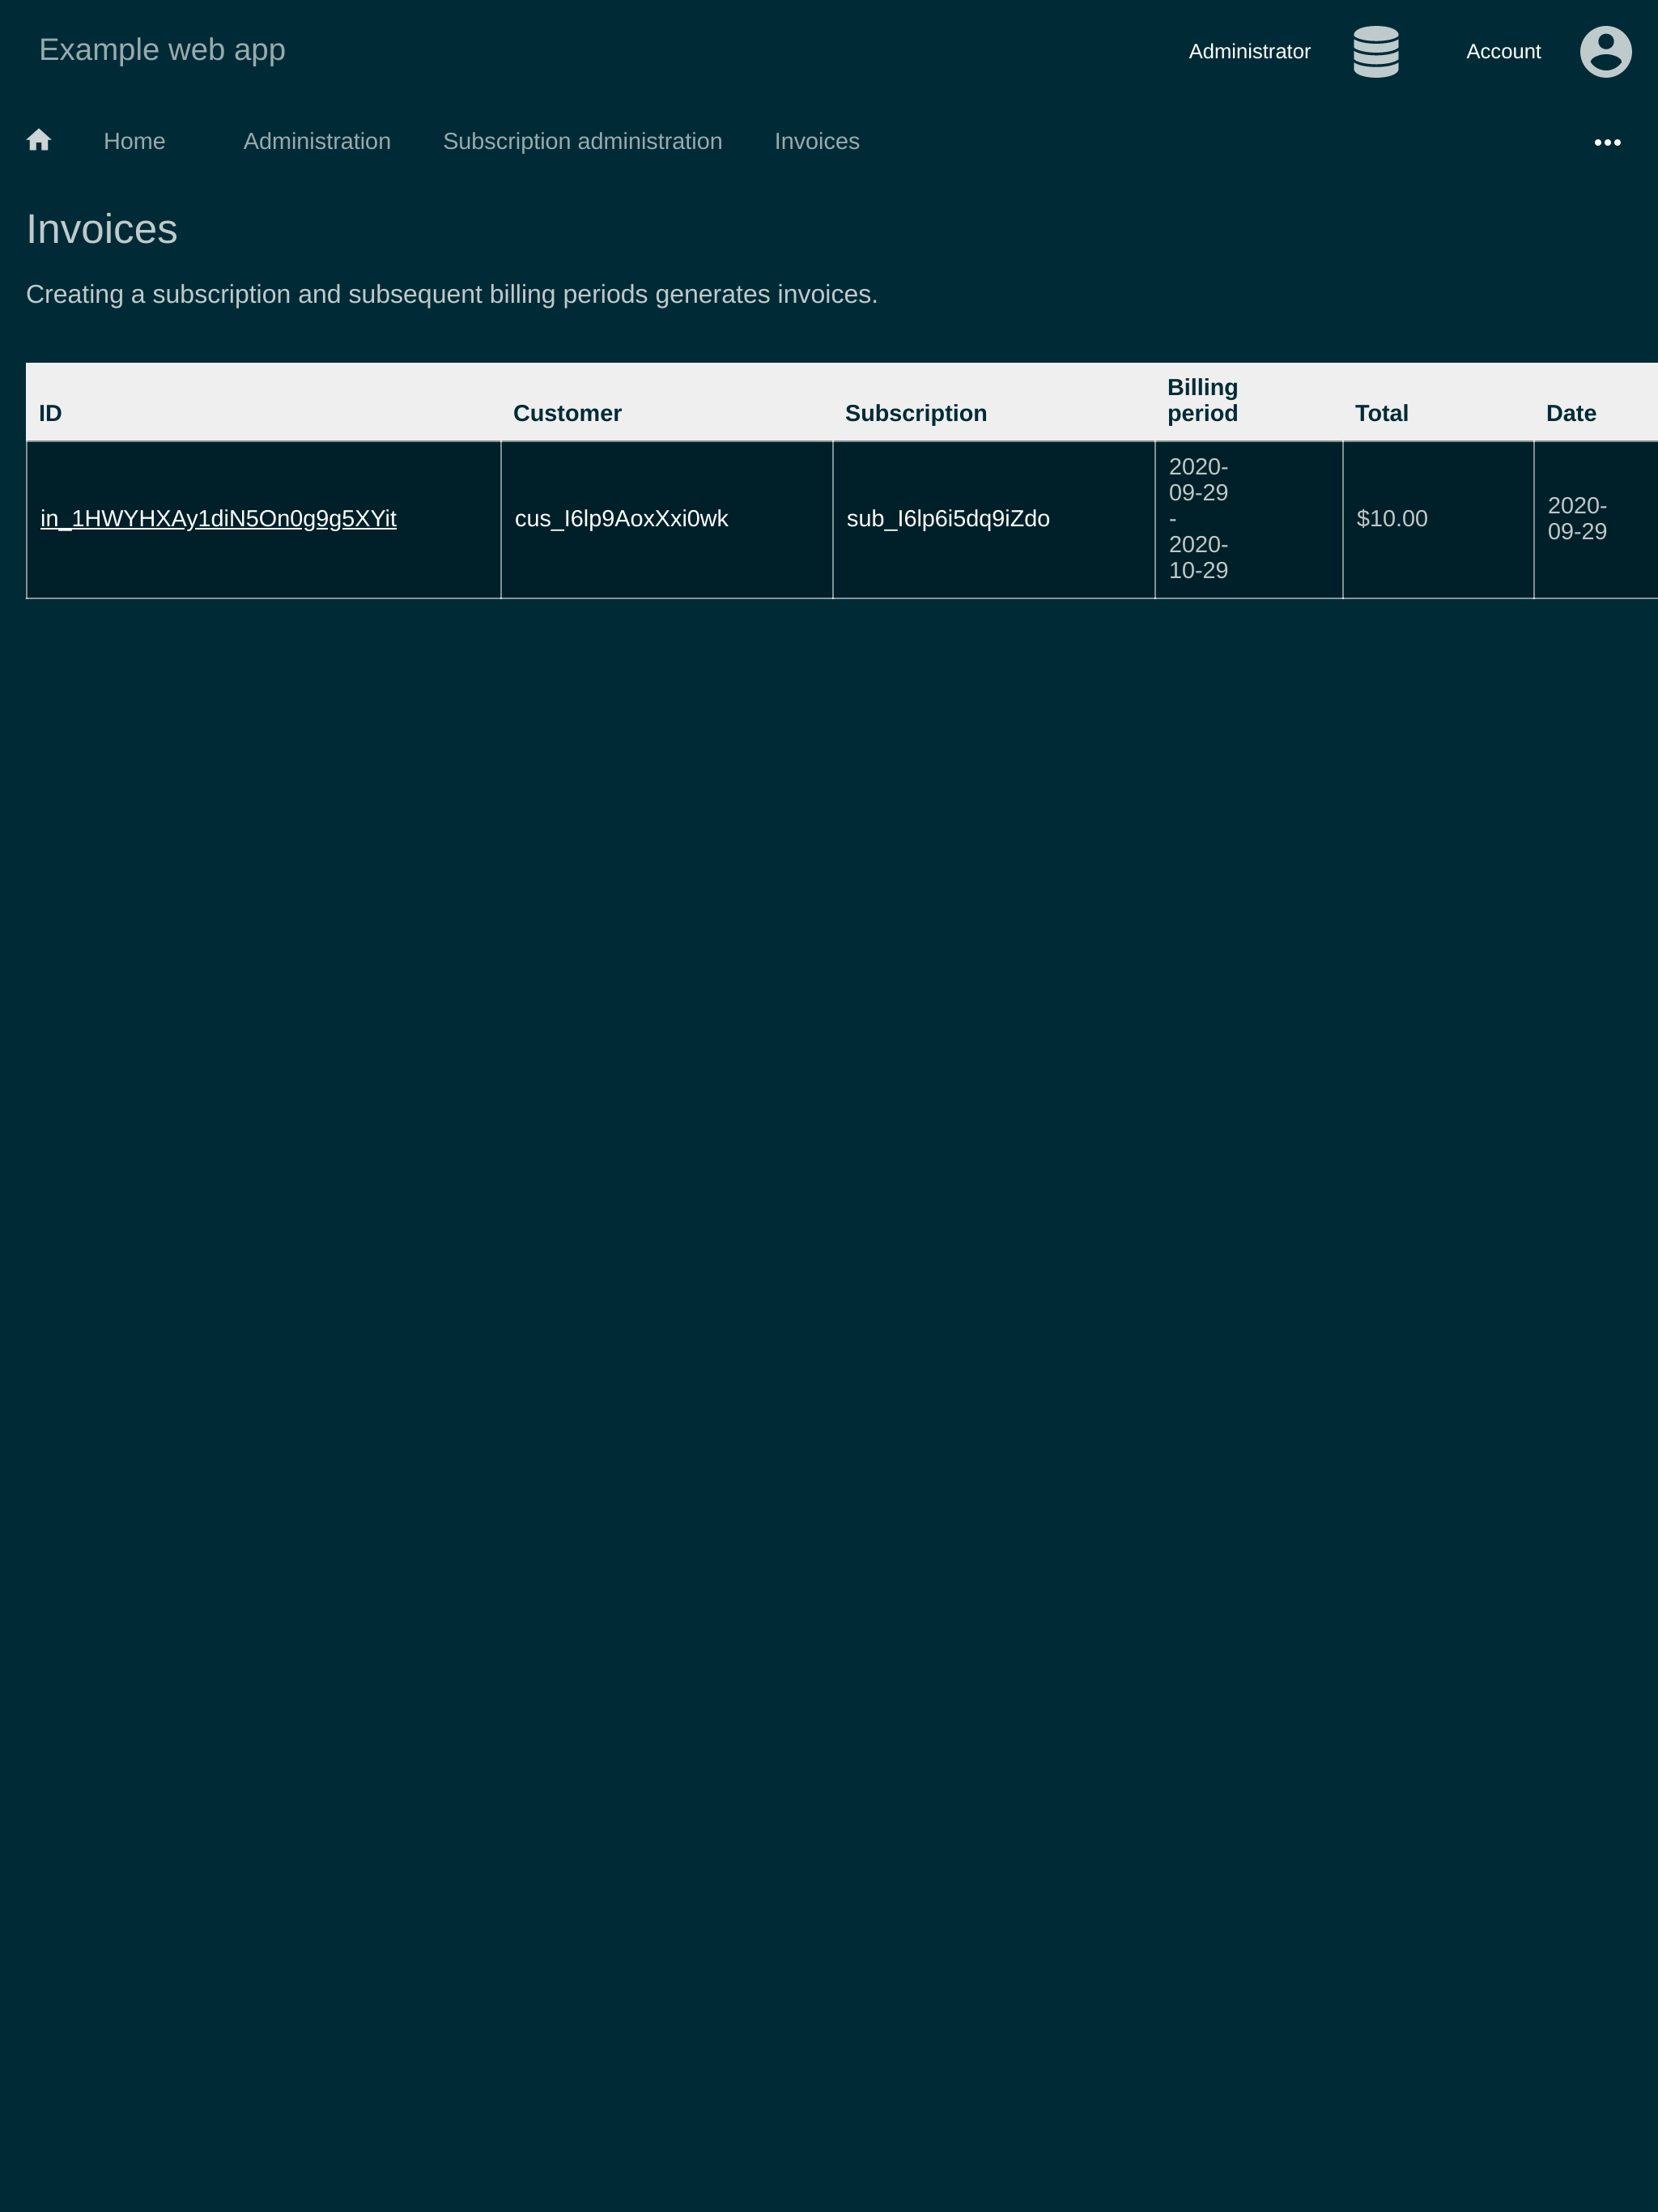 Example web app
Administrator
Account
Home
Administration
Subscription administration
Invoices
Invoices
Creating a subscription and subsequent billing periods generates invoices.
ID
Customer
Subscription
Billing
period
Total
Date
in_1HWYHXAy1diN5On0g9g5XYit
cus_I6lp9AoxXxi0wk
sub_I6lp6i5dq9iZdo
2020-
09-29
-
2020-
10-29
$10.00
2020-
09-29